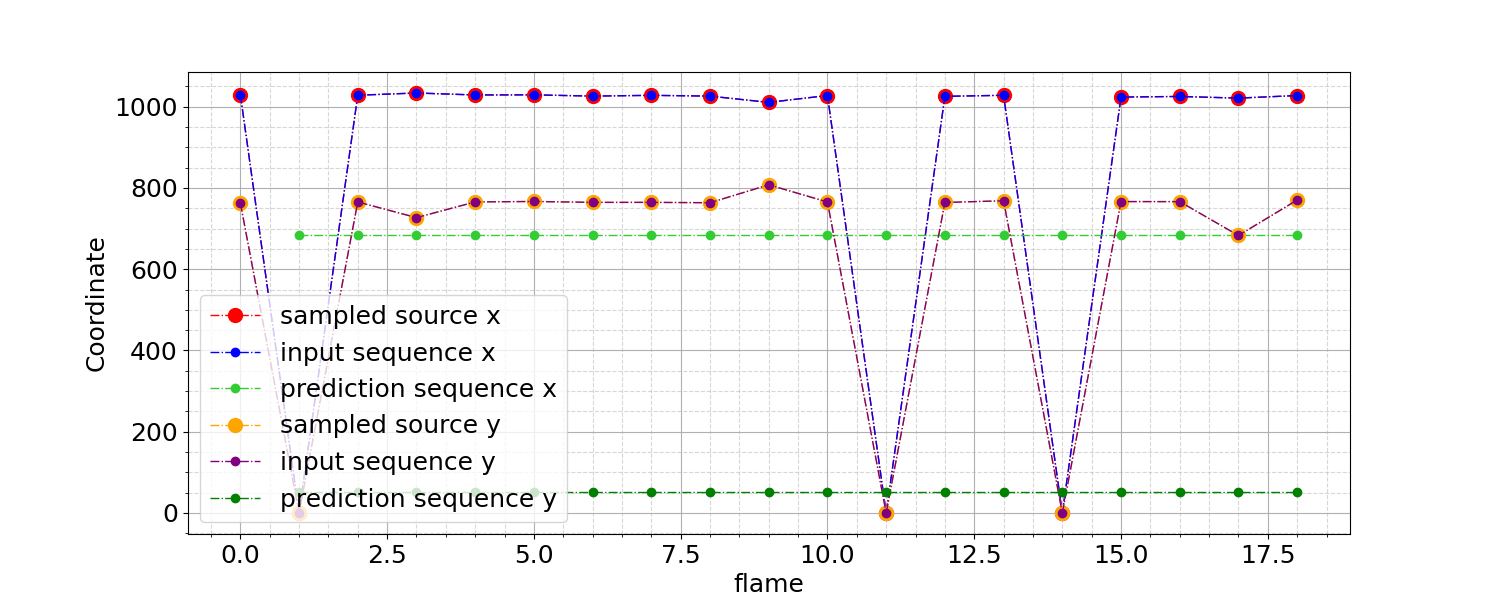 1000
800
600
400
200
0
Coordinate
sampled source x
input sequence x
prediction sequence x
sampled source y
input sequence y
prediction sequence y
0.0 2.5 5.0 7.5 10.0 12.5 15.0 17.5
flame